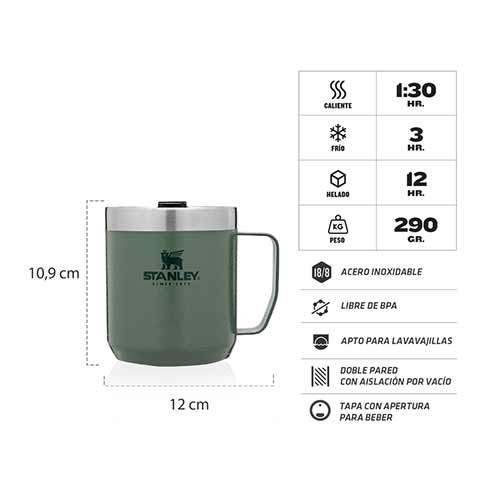 CALIENTE
1:30
HR.
FRÍO
3
HR.
HELADO
12
HR.
KG
PESO
290
GR.
10,9 cm
STANLEY
SINCE 1913
12 cm
18/8
ACERO INOXIDABLE
LIBRE DE BPA
APTO PARA LAVAVAJILLAS
DOBLE PARED
CON AISLACIÓN POR VACÍO
TAPA CON APERTURA
PARA BEBER